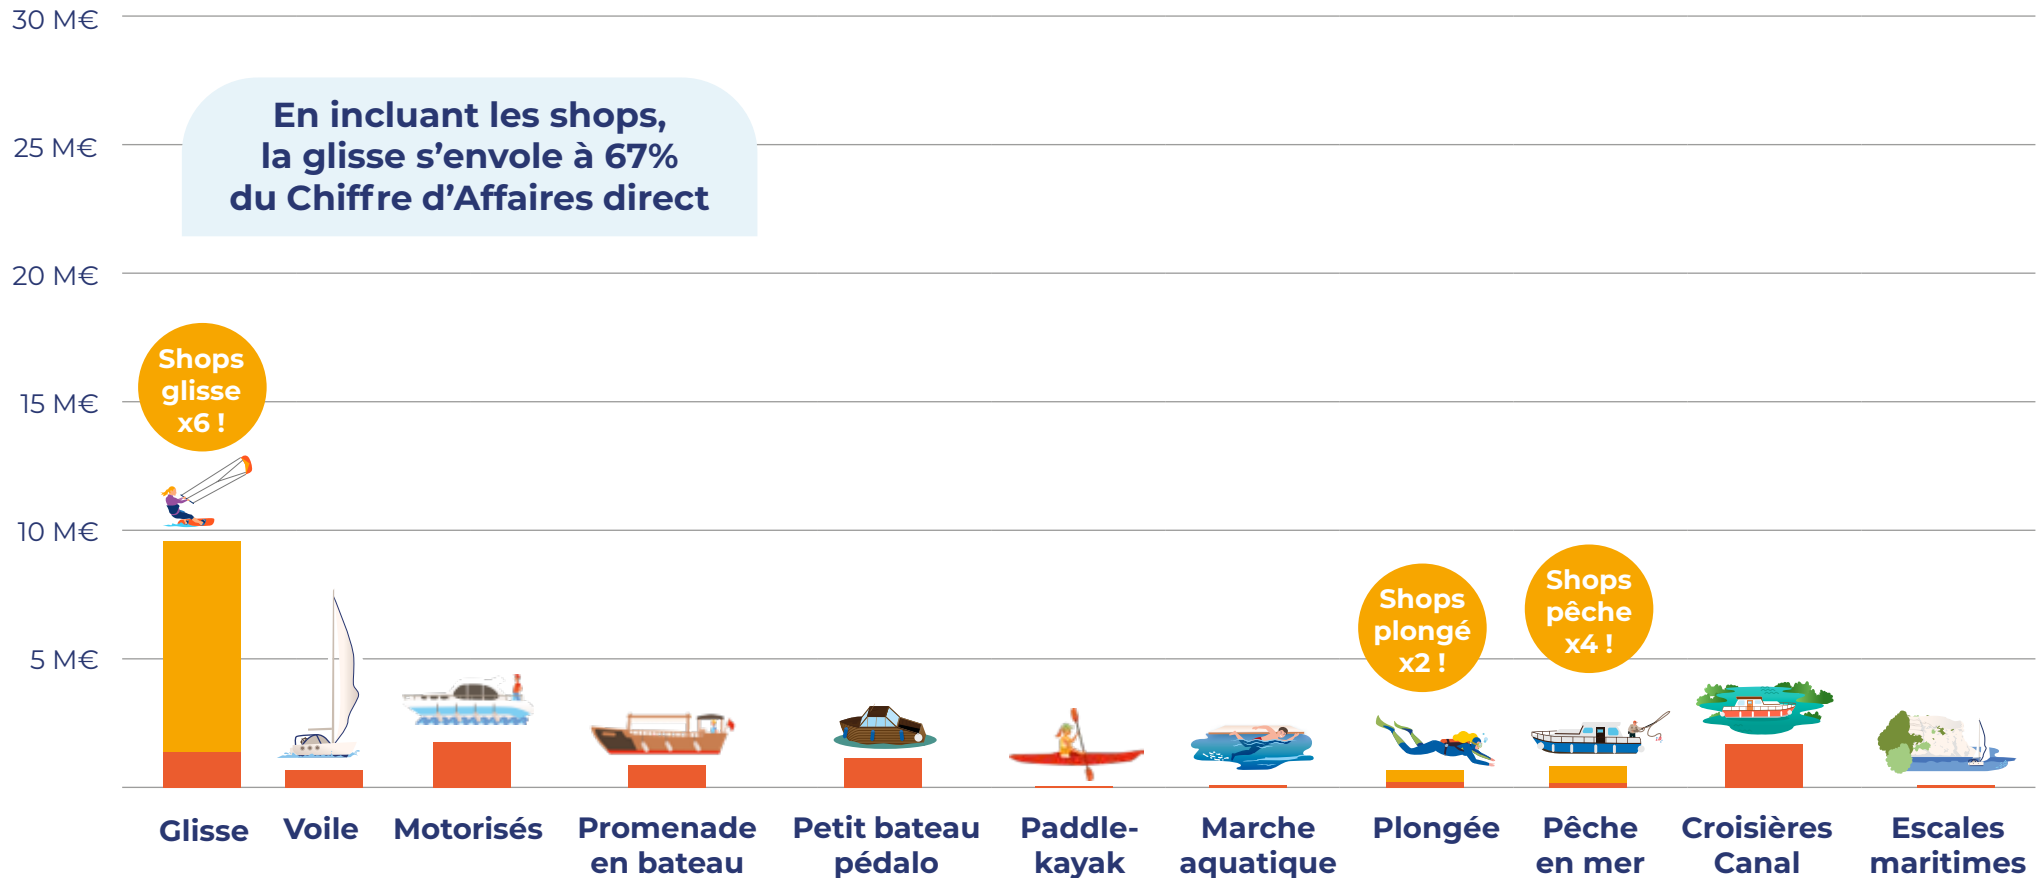 30 M€
En incluant les shops,
la glisse s’envole à 67%
du Chiffre d’Affaires direct
25 M€
20 M€
15 M€
10 M€
5 M€
Shops
glisse
x6 !
Shops
plongé
x2 !
Shops
pêche
x4 !
Glisse
Voile
Motorisés
Promenade
en bateau
Petit bateau
pédalo
Paddle-
kayak
Marche
aquatique
Plongée
Pêche
en mer
Croisières
Canal
Escales
maritimes